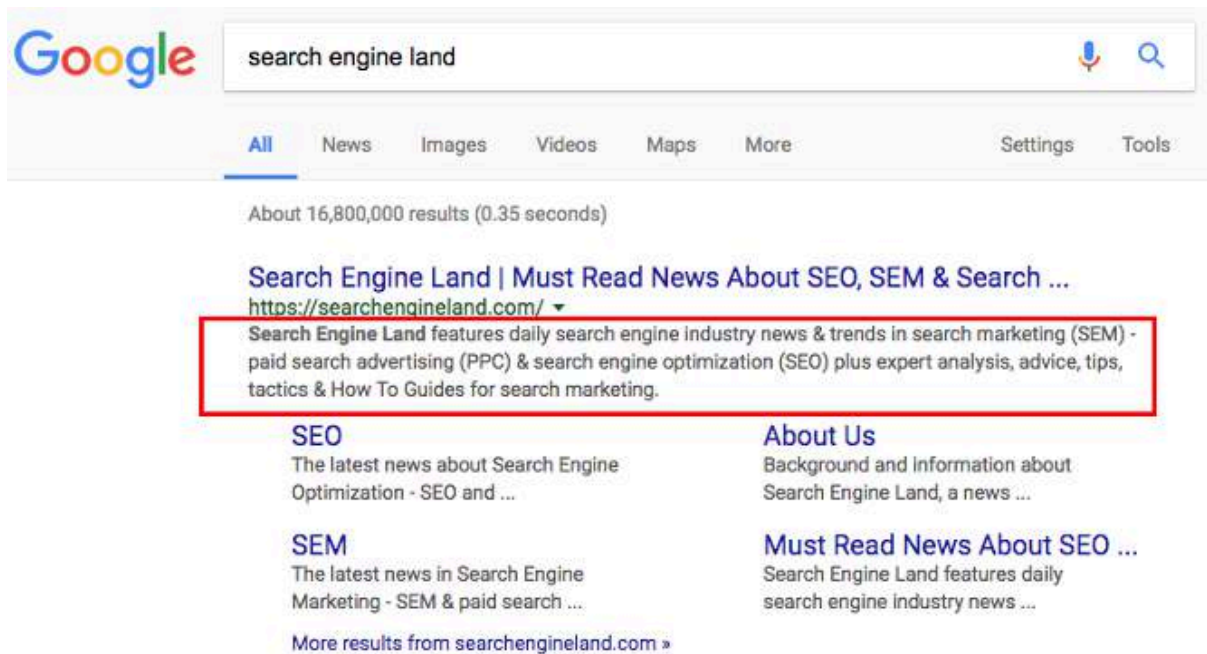 Google
search engine land
All News Images Videos Maps More Settings Tools
About 16,800,000 results (0.35 seconds)
Search Engine Land | Must Read News About SEO, SEM & Search ...
https://searchengineland.com/
Search Engine Land features daily search engine industry news & trends in search marketing (SEM) -
paid search advertising (PPC) & search engine optimization (SEO) plus expert analysis, advice, tips,
tactics & How To Guides for search marketing.
SEO
The latest news about Search Engine
Optimization - SEO and ...
About Us
Background and information about
Search Engine Land, a news ...
SEM
The latest news in Search Engine
Marketing - SEM & paid search ...
Must Read News About SEO ...
Search Engine Land features daily
search engine industry news ...
More results from searchengineland.com »